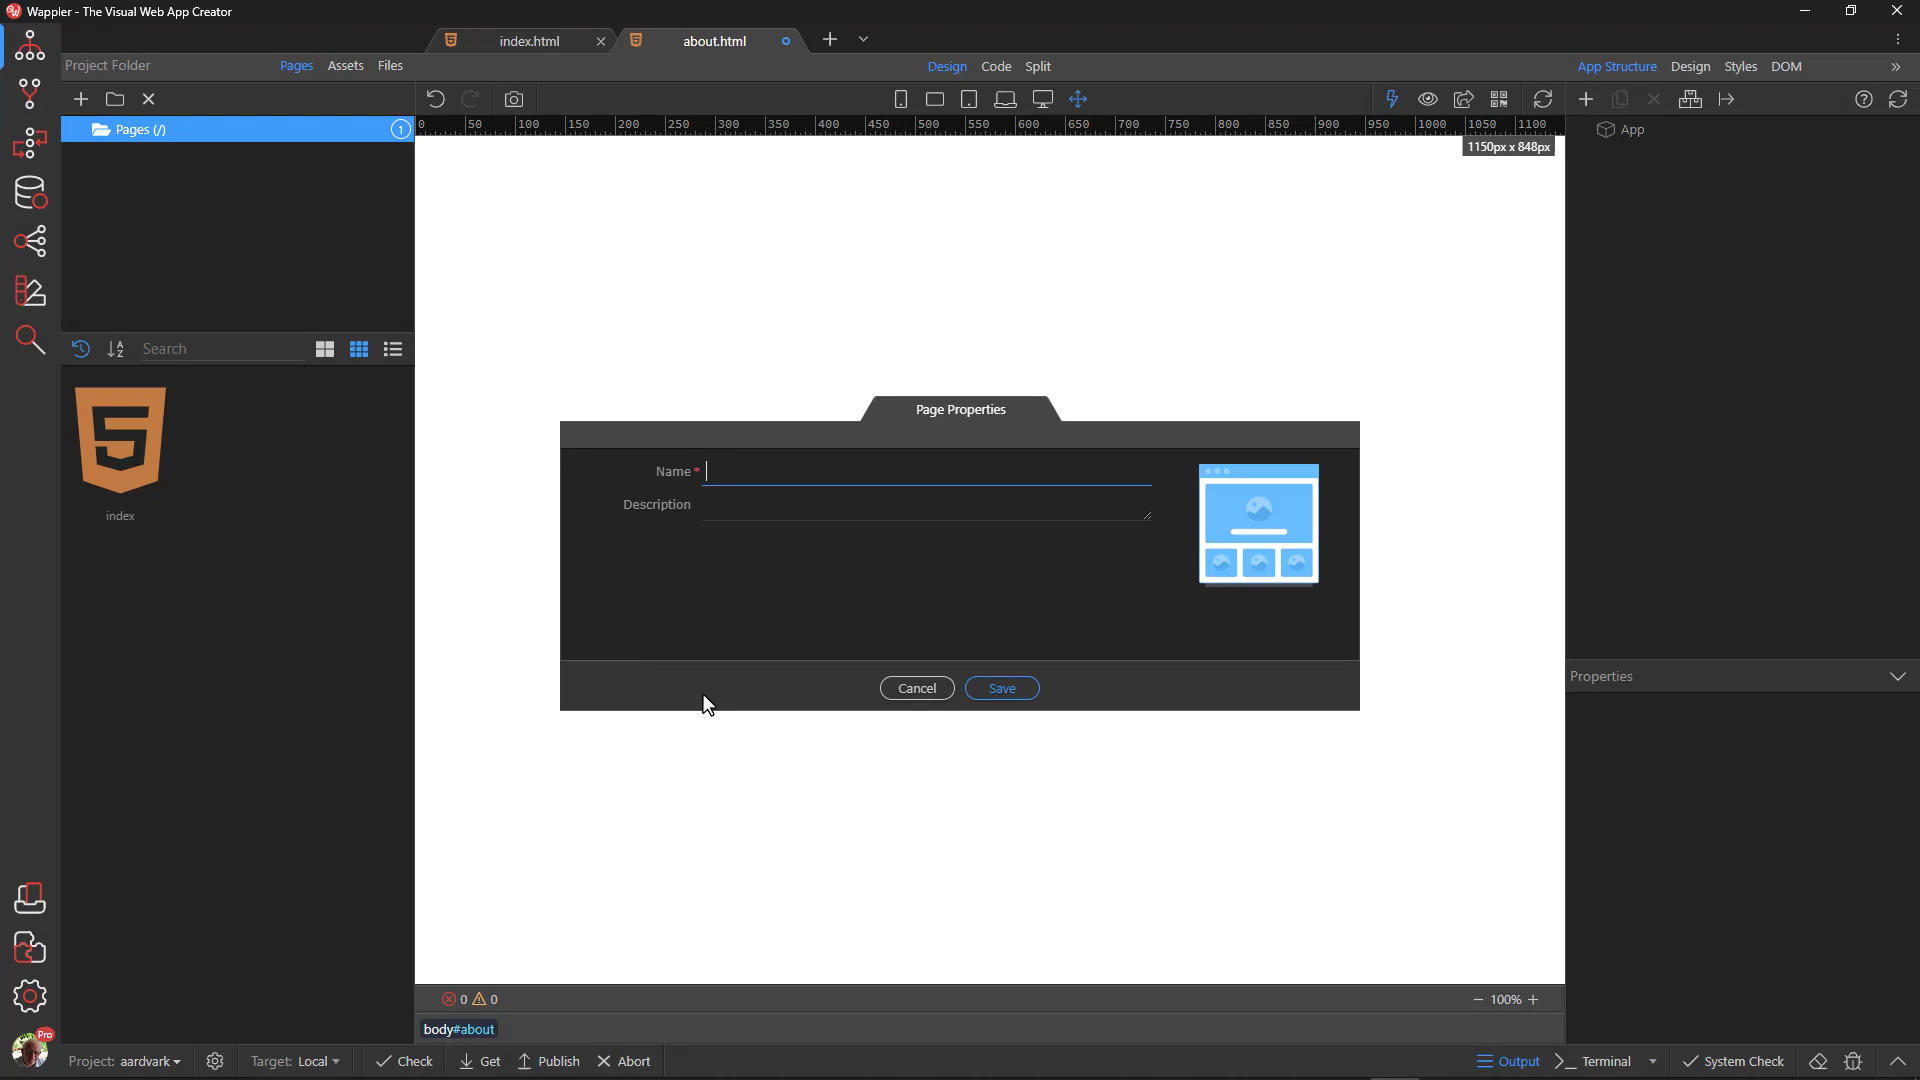 Wappler - The Visual Web App Creator
index.html
about.html
Project Folder
Pages Assets Files
Design Code Split
App Structure Design Styles DOM
Pages (/) 1
0 50 100 150 200 250 300 350 400 450 500 550 600 650 700 750 800 850 900 950 1000 1050 1100
1150px x 848px
App
Search
index
Page Properties
Name *
Description
Cancel Save
Properties
0 0
100%
body#about
Pro
Project: aardvark
Target: Local
Check Get Publish Abort
Output Terminal System Check